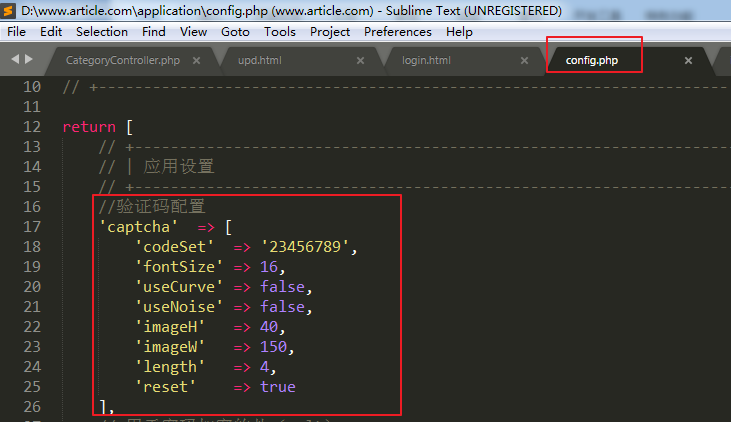 D:\www.article.com\application\config.php (www.article.com) - Sublime Text (UNREGISTERED)
File Edit Selection Find View Goto Tools Project Preferences Help
CategoryController.php × upd.html × login.html × config.php ×
10 // +----------------------------------------------------------------------
11
12 return [
13 // +----------------------------------------------------------------------
14 // | 应用设置
15 // +----------------------------------------------------------------------
16 //验证码配置
17 'captcha' => [
18 'codeSet' => '23456789',
19 'fontSize' => 16,
20 'useCurve' => false,
21 'useNoise' => false,
22 'imageH' => 40,
23 'imageW' => 150,
24 'length' => 4,
25 'reset' => true
26 ],